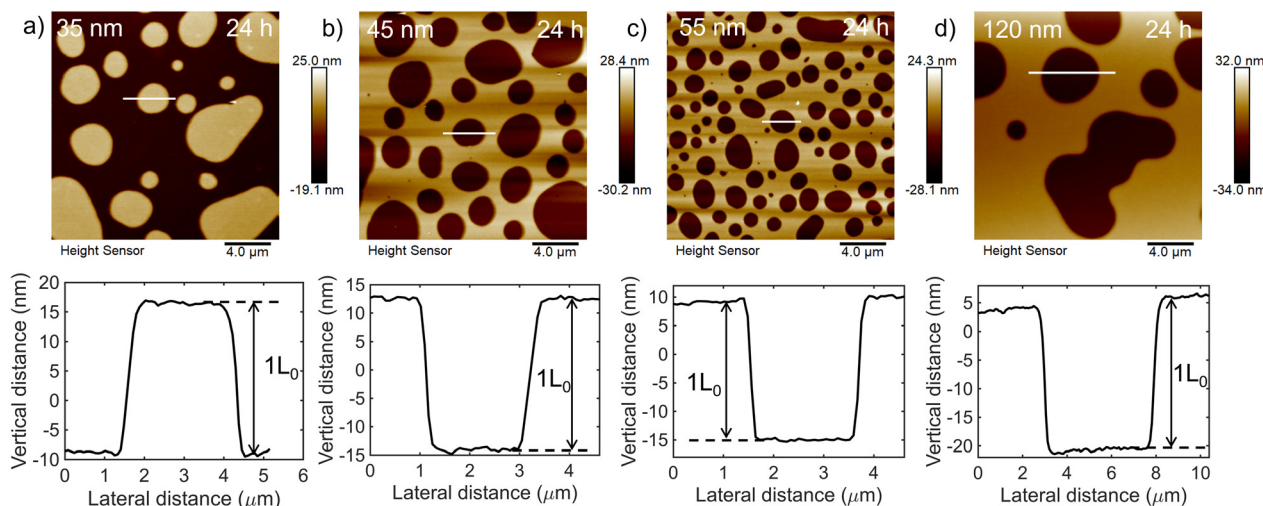 a) 35 nm 24 h
25.0 nm
-19.1 nm
Height Sensor
4.0 μm
b) 45 nm 24 h
28.4 nm
-30.2 nm
Height Sensor
4.0 μm
c) 55 nm 24 h
24.3 nm
-28.1 nm
Height Sensor
4.0 μm
d) 120 nm 24 h
32.0 nm
-34.0 nm
Height Sensor
4.0 μm
Vertical distance (nm)
20
15
10
5
0
-5
-10
1L₀
0 1 2 3 4 5 6
Lateral distance (μm)
Vertical distance (nm)
15
10
5
0
-5
-10
-15
1L₀
0 1 2 3 4
Lateral distance (μm)
Vertical distance (nm)
10
5
0
-5
-10
-15
1L₀
0 1 2 3 4
Lateral distance (μm)
Vertical distance (nm)
5
0
-5
-10
-15
-20
1L₀
0 2 4 6 8 10
Lateral distance (μm)